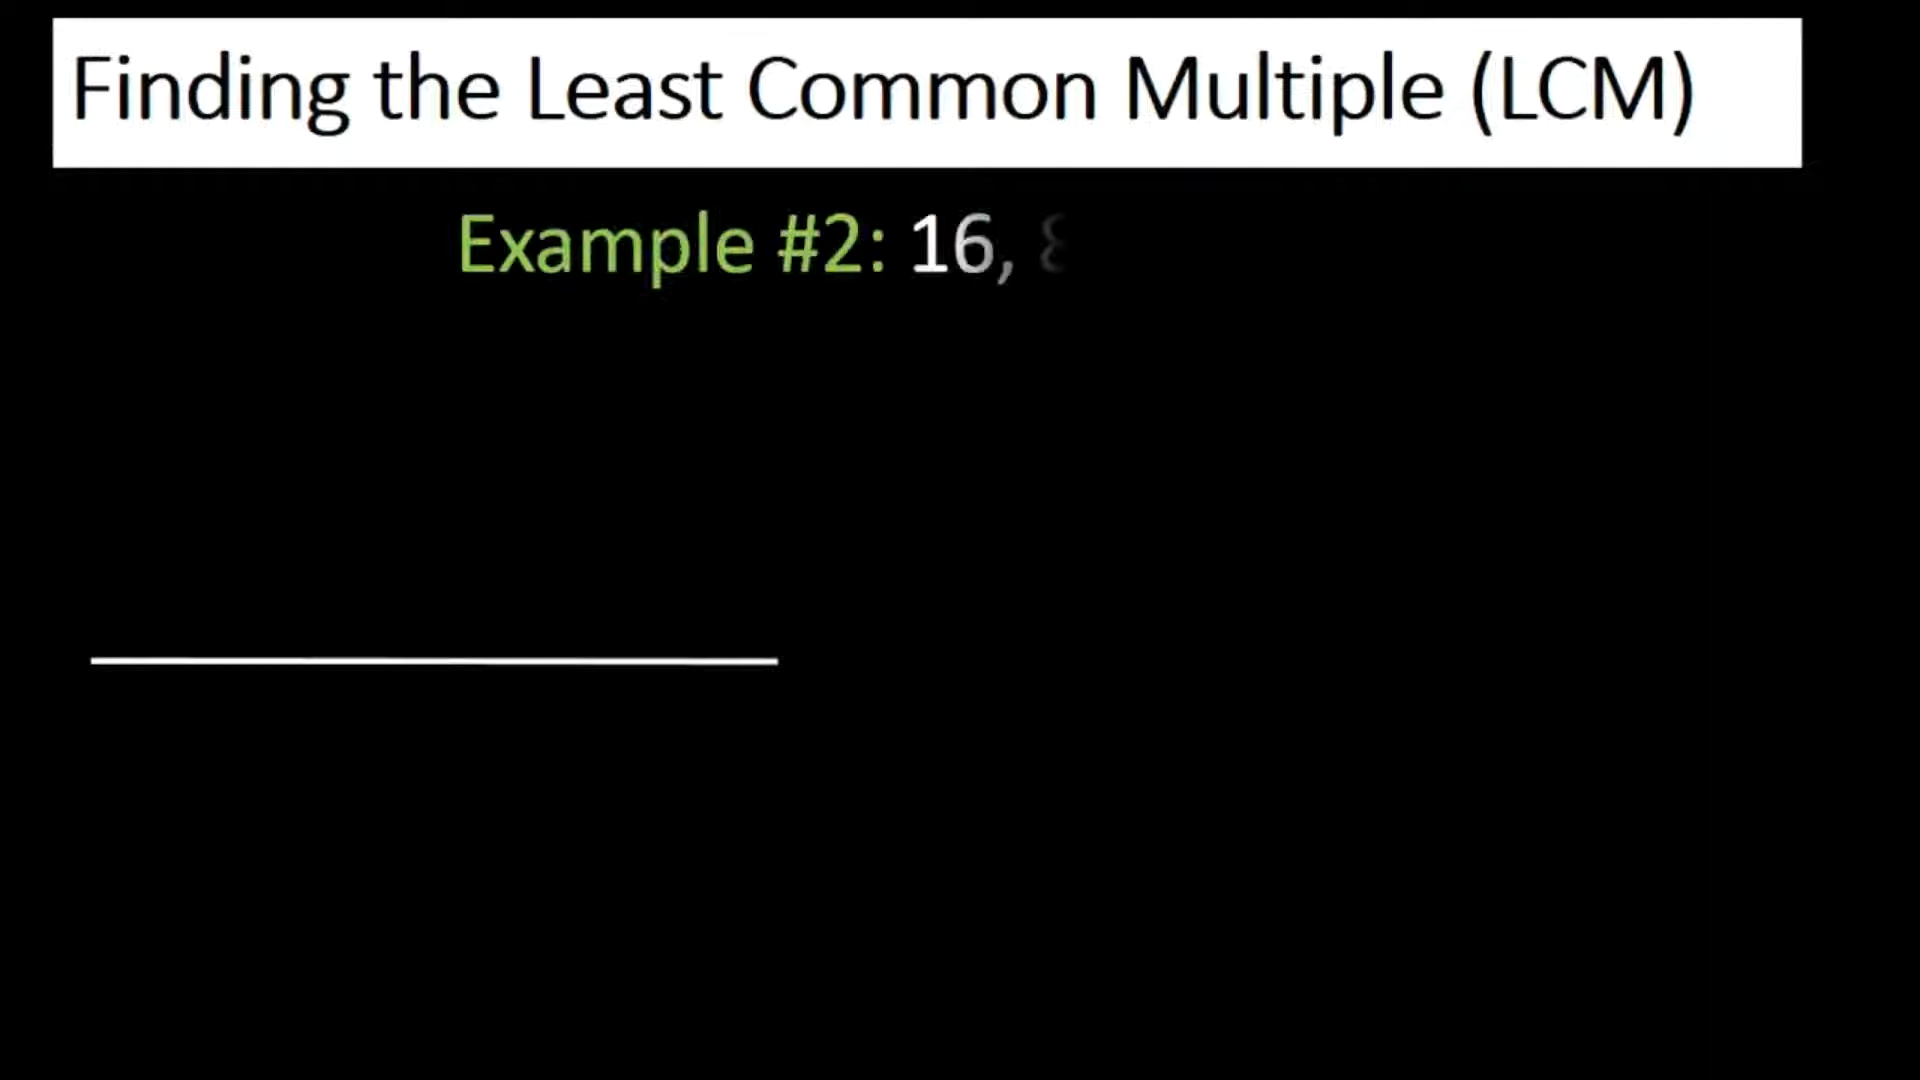 Finding the Least Common Multiple (LCM)
Example #2: 16,